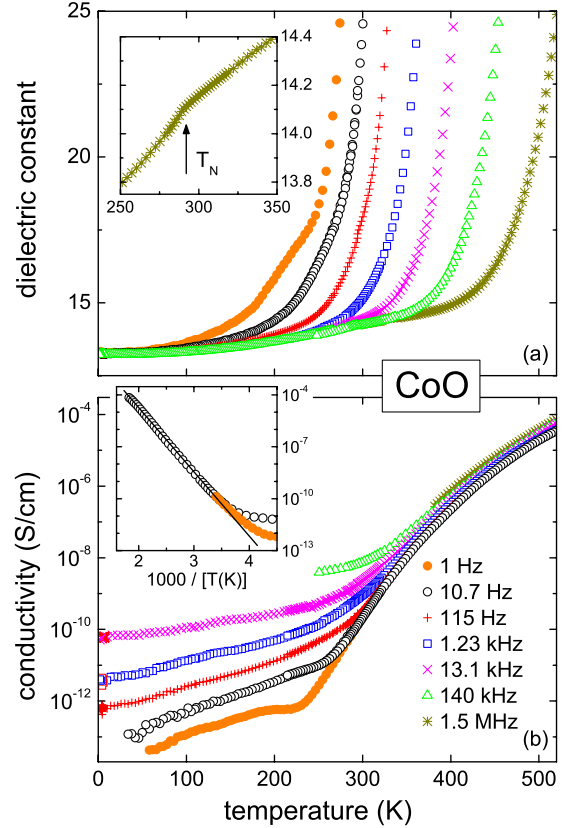 25
14.4
14.2
20
14.0
T_N
13.8
250 300 350
15
dielectric constant
(a)
CoO
10^-4
10^-4
10^-7
10^-6
10^-10
10^-8
10^-13
2 3 4
1000 / [T(K)]
10^-10
10^-12
conductivity (S/cm)
1 Hz
10.7 Hz
115 Hz
1.23 kHz
13.1 kHz
140 kHz
1.5 MHz
(b)
0 100 200 300 400 500
temperature (K)